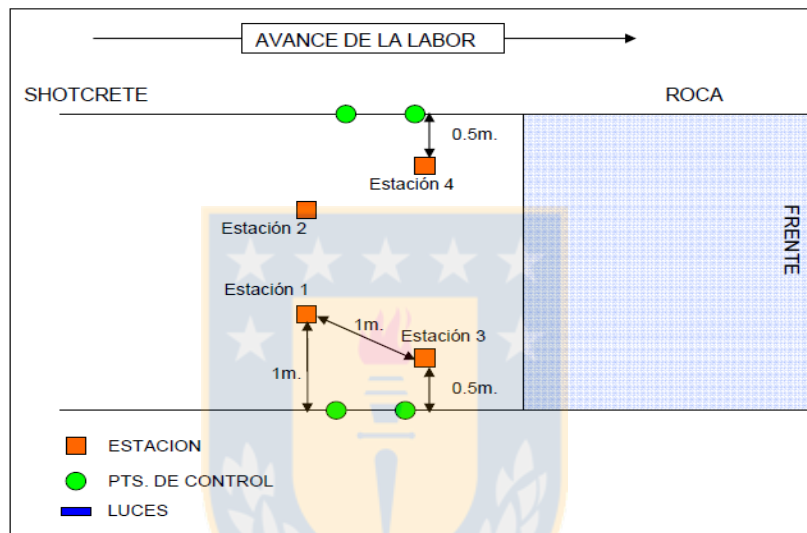 AVANCE DE LA LABOR
SHOTCRETE
ROCA
0.5m.
Estación 4
Estación 2
FRENTE
Estación 1
1m.
Estación 3
1m.
0.5m.
ESTACION
PTS. DE CONTROL
LUCES